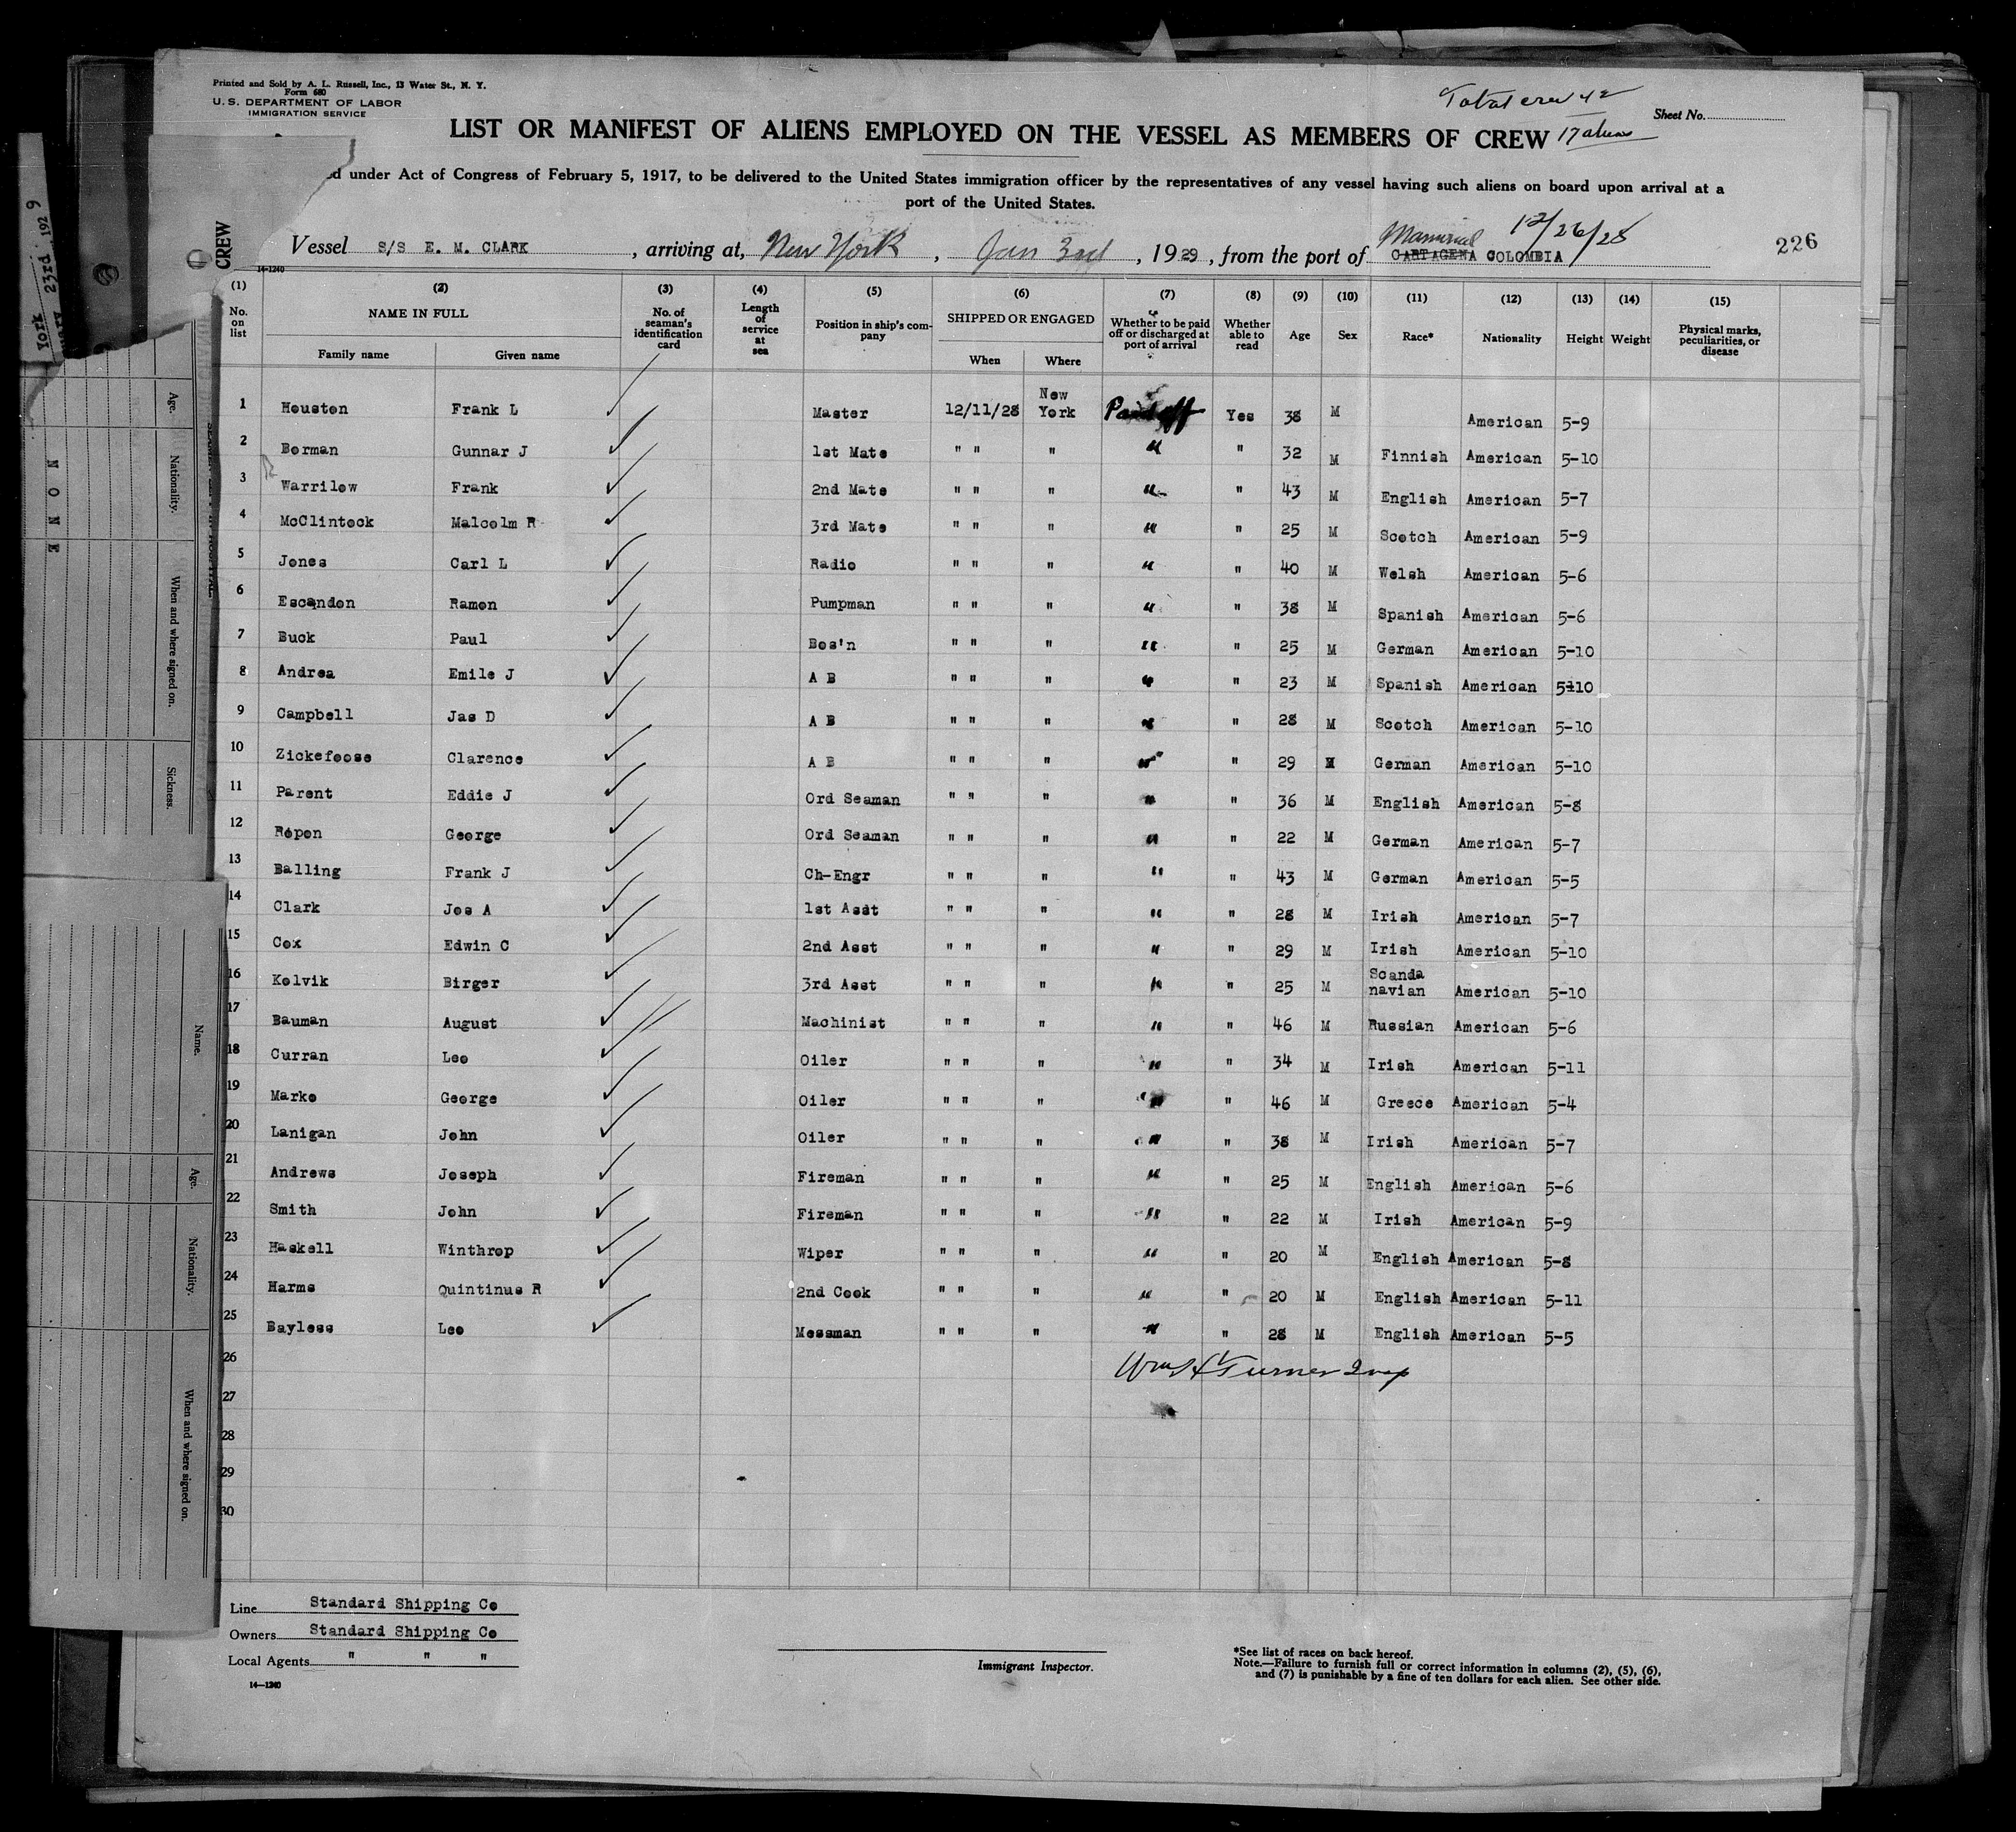 Printed and Sold by A. L. Russell, Inc., 13 Water St., N. Y.
Form 680
U. S. DEPARTMENT OF LABOR
IMMIGRATION SERVICE
Total crew 42
Sheet No.
LIST OR MANIFEST OF ALIENS EMPLOYED ON THE VESSEL AS MEMBERS OF CREW 17 aliens
under Act of Congress of February 5, 1917, to be delivered to the United States immigration officer by the representatives of any vessel having such aliens on board upon arrival at a
port of the United States.
CREW
Vessel S/S E. M. CLARK, arriving at, New York, Jan 3rd, 1929, from the port of CARTAGENA COLOMBIA
12/26/28
226
14-1240
(1) (2) (3) (4) (5) (6) (7) (8) (9) (10) (11) (12) (13) (14) (15)
No. on list NAME IN FULL No. of seaman's identification card Length of service at sea Position in ship's company SHIPPED OR ENGAGED Whether to be paid off or discharged at port of arrival Whether able to read Age Sex Race* Nationality Height Weight Physical marks, peculiarities, or disease
Family name Given name When Where
1 Houston Frank L Master 12/11/28 New York Paid off Yes 38 M American 5-9
2 Borman Gunnar J 1st Mate " " " " " 32 M Finnish American 5-10
3 Warrilow Frank 2nd Mate " " " " " 43 M English American 5-7
4 McClintock Malcolm R 3rd Mate " " " " " 25 M Scotch American 5-9
5 Jones Carl L Radio " " " " " 40 M Welsh American 5-6
6 Escandon Ramon Pumpman " " " " " 38 M Spanish American 5-6
7 Buck Paul Bos'n " " " " " 25 M German American 5-10
8 Andrea Emile J A B " " " " " 23 M Spanish American 5-10
9 Campbell Jas D A B " " " " " 28 M Scotch American 5-10
10 Zickefoose Clarence A B " " " " " 29 M German American 5-10
11 Parent Eddie J Ord Seaman " " " " " 36 M English American 5-8
12 Ropon George Ord Seaman " " " " " 22 M German American 5-7
13 Balling Frank J Ch-Engr " " " " " 43 M German American 5-5
14 Clark Jos A 1st Asst " " " " " 28 M Irish American 5-7
15 Cox Edwin C 2nd Asst " " " " " 29 M Irish American 5-10
16 Kolvik Birger 3rd Asst " " " " " 25 M Scandanavian American 5-10
17 Bauman August Machinist " " " " " 46 M Russian American 5-6
18 Curran Leo Oiler " " " " " 34 M Irish American 5-11
19 Marko George Oiler " " " " " 46 M Greece American 5-4
20 Lanigan John Oiler " " " " " 38 M Irish American 5-7
21 Andrews Joseph Fireman " " " " " 25 M English American 5-6
22 Smith John Fireman " " " " " 22 M Irish American 5-9
23 Haskell Winthrop Wiper " " " " " 20 M English American 5-8
24 Harms Quintinus R 2nd Cook " " " " " 20 M English American 5-11
25 Bayless Leo Messman " " " " " 28 M English American 5-5
26 Wm H Turner Insp
27
28
29
30
Line Standard Shipping Co
Owners Standard Shipping Co
Local Agents " " "
14-1240
Immigrant Inspector.
*See list of races on back hereof.
Note.—Failure to furnish full or correct information in columns (2), (5), (6),
and (7) is punishable by a fine of ten dollars for each alien. See other side.
York 23rd 1929
Age.
Nationality.
When and where signed on.
Sickness.
NONE
Name.
Age.
Nationality.
When and where signed on.